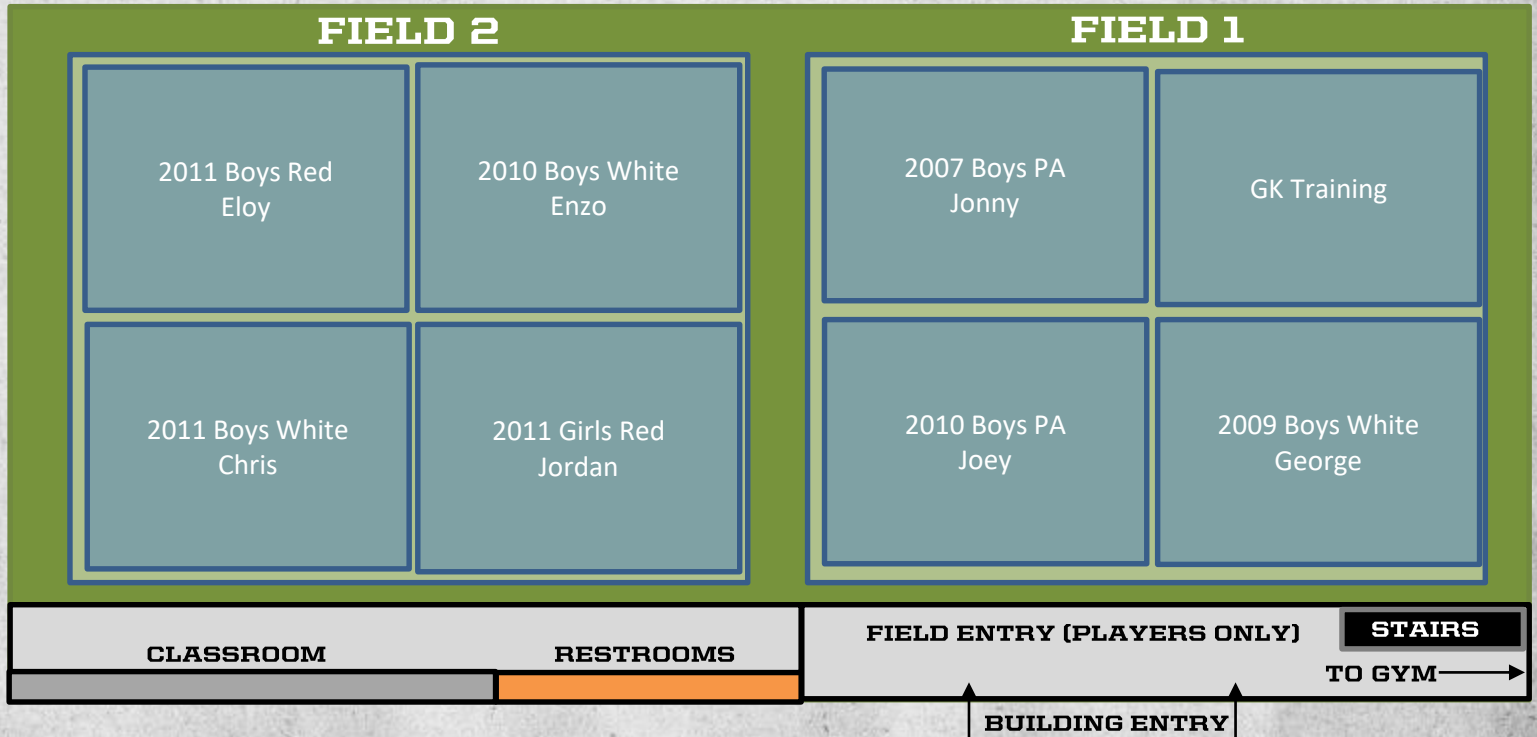 FIELD 2
FIELD 1
2011 Boys Red
Eloy
2010 Boys White
Enzo
2007 Boys PA
Jonny
GK Training
2011 Boys White
Chris
2011 Girls Red
Jordan
2010 Boys PA
Joey
2009 Boys White
George
CLASSROOM
RESTROOMS
FIELD ENTRY (PLAYERS ONLY)
STAIRS
TO GYM
BUILDING ENTRY